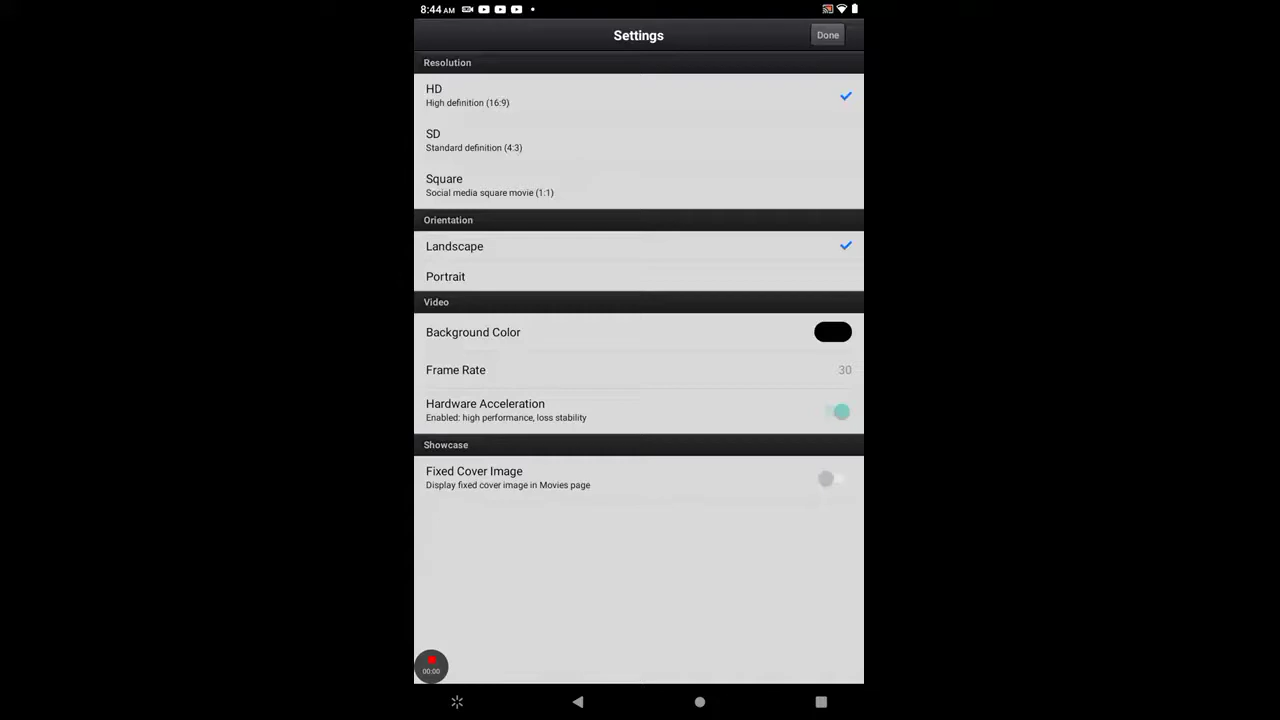 8:44 AM
Settings
Done
Resolution
HD
High definition (16:9)
SD
Standard definition (4:3)
Square
Social media square movie (1:1)
Orientation
Landscape
Portrait
Video
Background Color
Frame Rate
30
Hardware Acceleration
Enabled: high performance, loss stability
Showcase
Fixed Cover Image
Display fixed cover image in Movies page
00:00